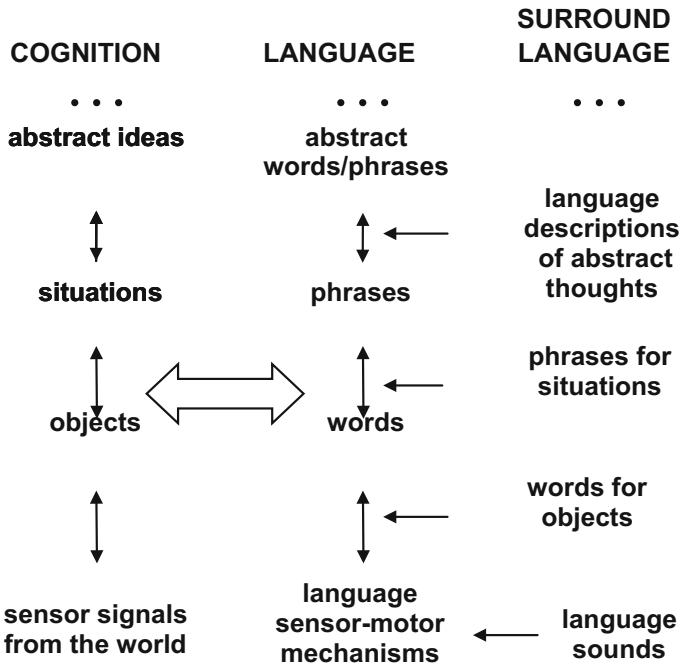 COGNITION
LANGUAGE
SURROUND
LANGUAGE
• • •
• • •
• • •
abstract ideas
abstract
words/phrases
language
descriptions
of abstract
thoughts
situations
phrases
phrases for
situations
objects
words
words for
objects
sensor signals
from the world
language
sensor-motor
mechanisms
language
sounds